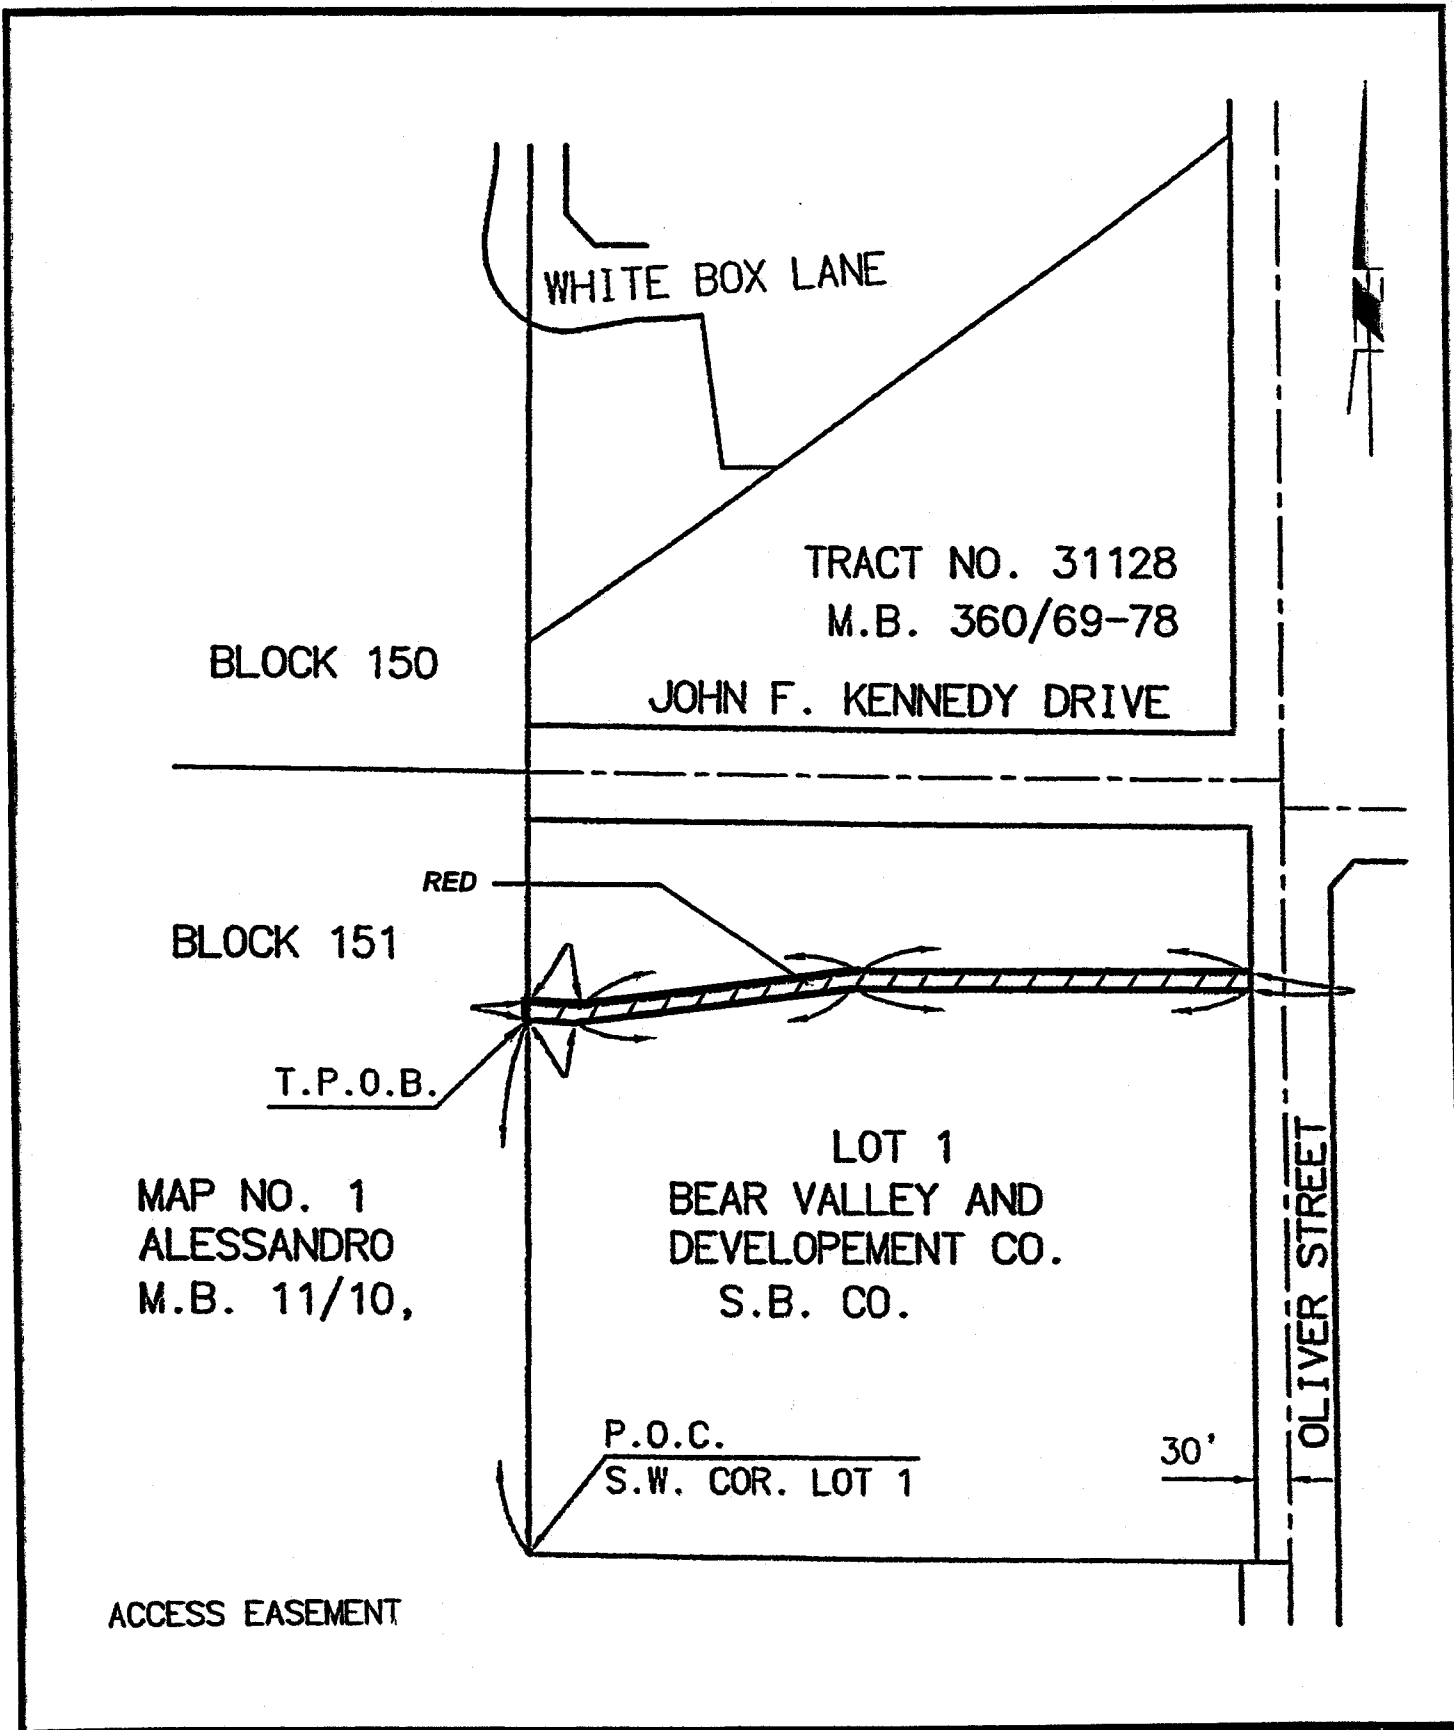 WHITE BOX LANE
TRACT NO. 31128
M.B. 360/69-78
BLOCK 150
JOHN F. KENNEDY DRIVE
RED
BLOCK 151
T.P.O.B.
LOT 1
BEAR VALLEY AND
DEVELOPEMENT CO.
S.B. CO.
MAP NO. 1
ALESSANDRO
M.B. 11/10,
OLIVER STREET
P.O.C.
S.W. COR. LOT 1
30'
ACCESS EASEMENT
N